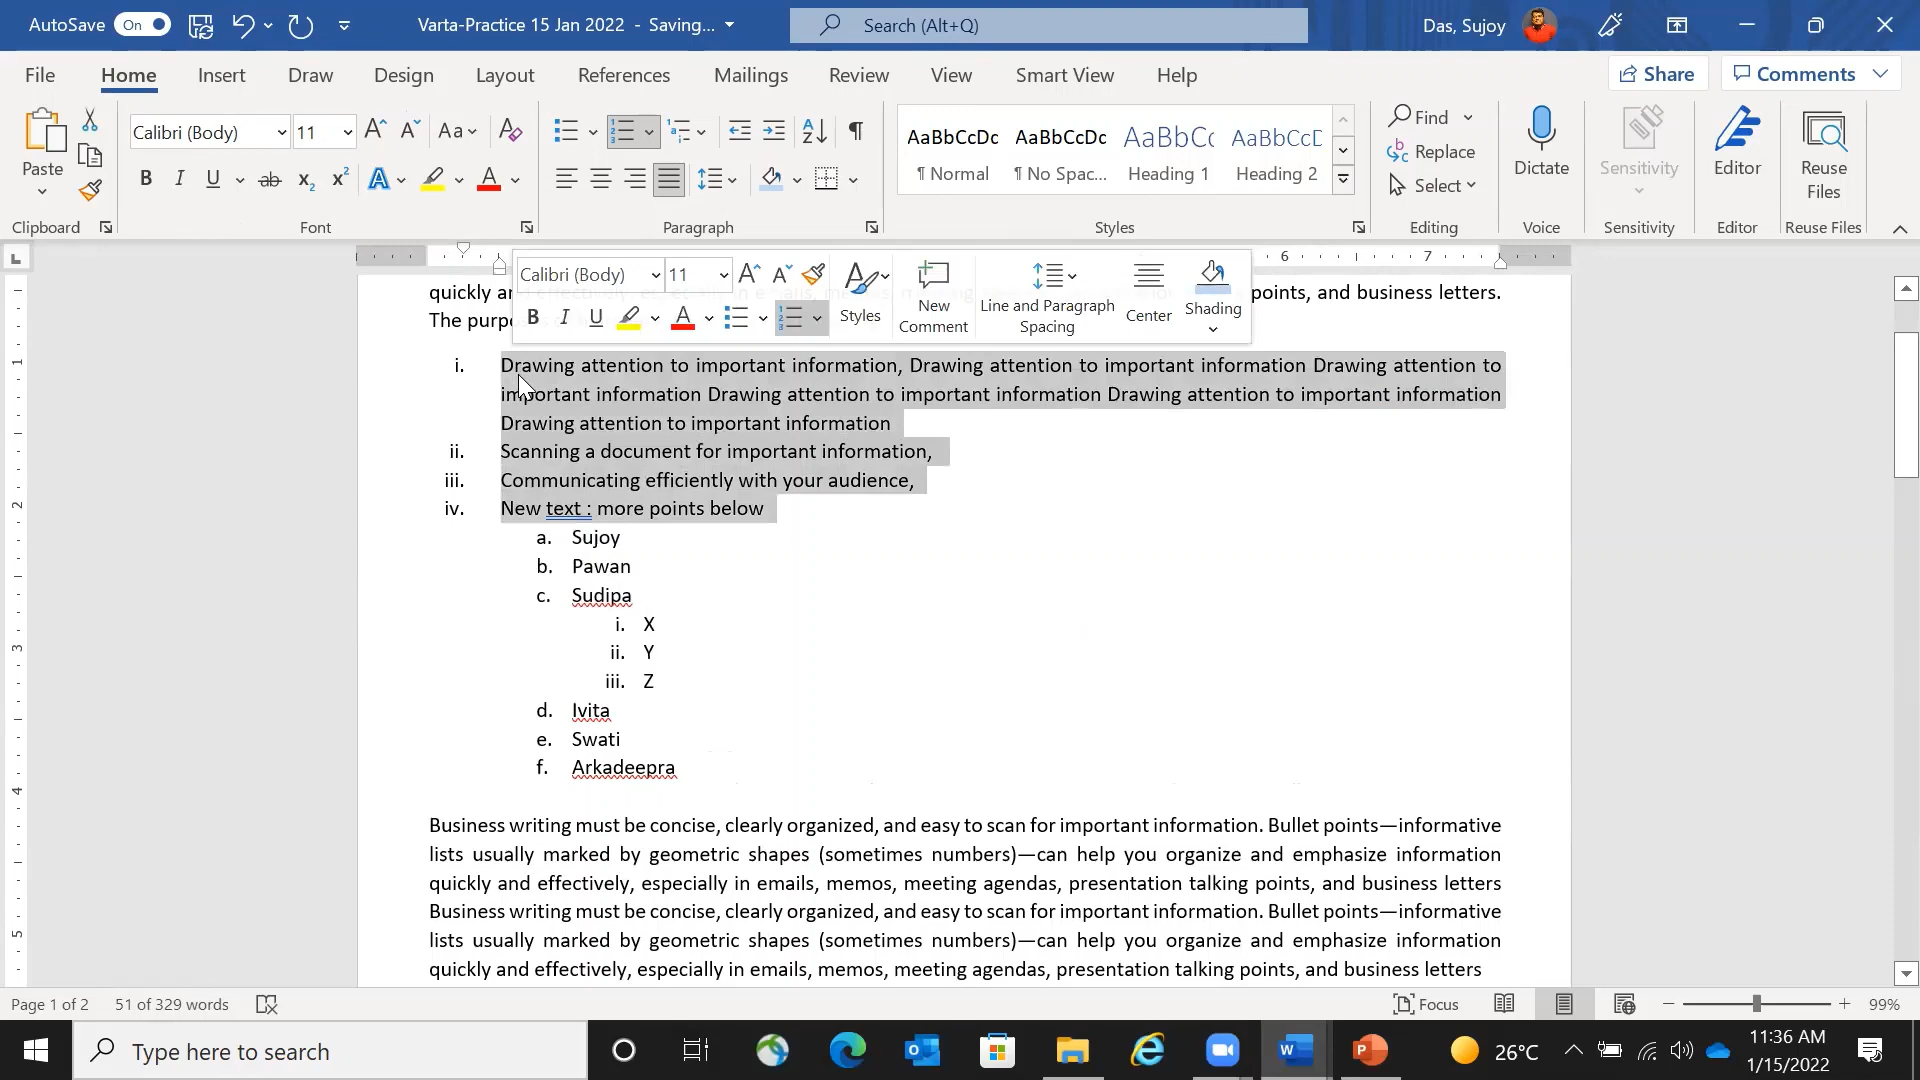 AutoSave On Varta-Practice 15 Jan 2022 - Saving... Search (Alt+Q) Das, Sujoy
File Home Insert Draw Design Layout References Mailings Review View Smart View Help Share Comments
Paste
Calibri (Body) 11 Aa
B I U ab x2 x2 A A
AaBbCcDc AaBbCcDc AaBbCc AaBbCcD
¶ Normal ¶ No Spac... Heading 1 Heading 2
Find
Replace
Select
Dictate Sensitivity Editor Reuse Files
Clipboard Font Paragraph Styles Editing Voice Sensitivity Editor Reuse Files
6 7
Calibri (Body) 11
B I U A
Styles New Comment Line and Paragraph Spacing Center Shading
quickly an
points, and business letters.
The purp
i. Drawing attention to important information, Drawing attention to important information Drawing attention to
important information Drawing attention to important information Drawing attention to important information
Drawing attention to important information
ii. Scanning a document for important information,
iii. Communicating efficiently with your audience,
iv. New text : more points below
a. Sujoy
b. Pawan
c. Sudipa
i. X
ii. Y
iii. Z
d. Ivita
e. Swati
f. Arkadeepra
Business writing must be concise, clearly organized, and easy to scan for important information. Bullet points—informative
lists usually marked by geometric shapes (sometimes numbers)—can help you organize and emphasize information
quickly and effectively, especially in emails, memos, meeting agendas, presentation talking points, and business letters
Business writing must be concise, clearly organized, and easy to scan for important information. Bullet points—informative
lists usually marked by geometric shapes (sometimes numbers)—can help you organize and emphasize information
quickly and effectively, especially in emails, memos, meeting agendas, presentation talking points, and business letters
1
2
3
4
5
Page 1 of 2 51 of 329 words Focus 99%
Type here to search 26°C 11:36 AM
1/15/2022